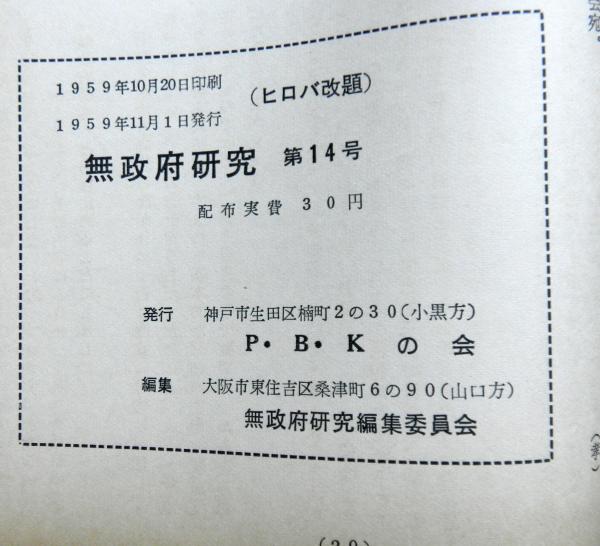 会宛。
1959年10月20日印刷
(ヒロバ改題)
1959年11月1日発行
無政府研究 第14号
配布実費 30円
発行 神戸市生田区楠町2の30(小黒方)
P・B・Kの会
編集 大阪市東住吉区桑津町6の90(山口方)
無政府研究編集委員会